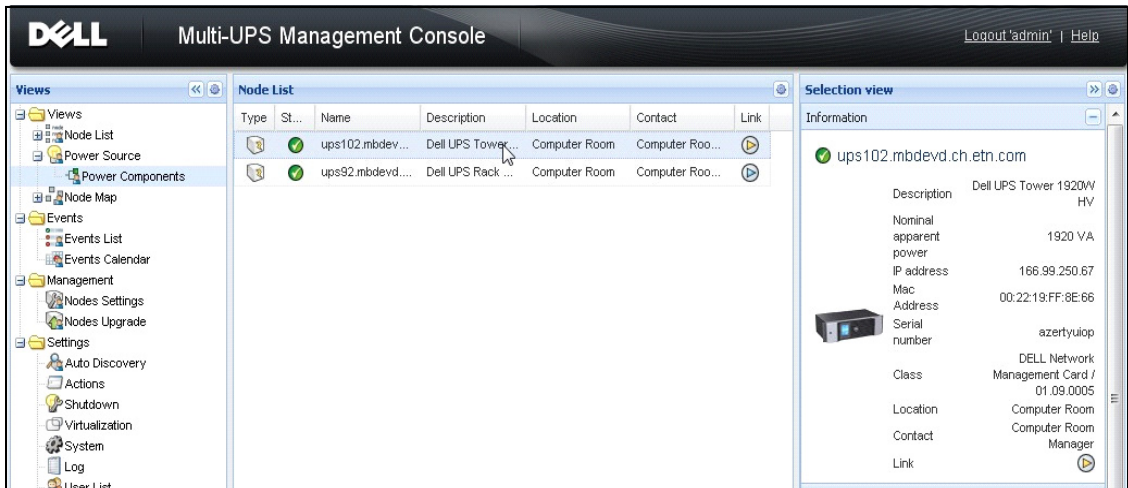 DELL Multi-UPS Management Console Logout 'admin' | Help
Views
Views
Node List
Power Source
Power Components
Node Map
Events
Events List
Events Calendar
Management
Nodes Settings
Nodes Upgrade
Settings
Auto Discovery
Actions
Shutdown
Virtualization
System
Log
User List
Node List
Type St... Name Description Location Contact Link
ups102.mbdev... Dell UPS Tower... Computer Room Computer Roo...
ups92.mbdevd.... Dell UPS Rack ... Computer Room Computer Roo...
Selection view
Information
ups102.mbdevd.ch.etn.com
Description Dell UPS Tower 1920W
HV
Nominal
apparent
power 1920 VA
IP address 166.99.250.67
Mac
Address 00:22:19:FF:8E:66
Serial
number azertyuiop
Class DELL Network
Management Card /
01.09.0005
Location Computer Room
Contact Computer Room
Manager
Link